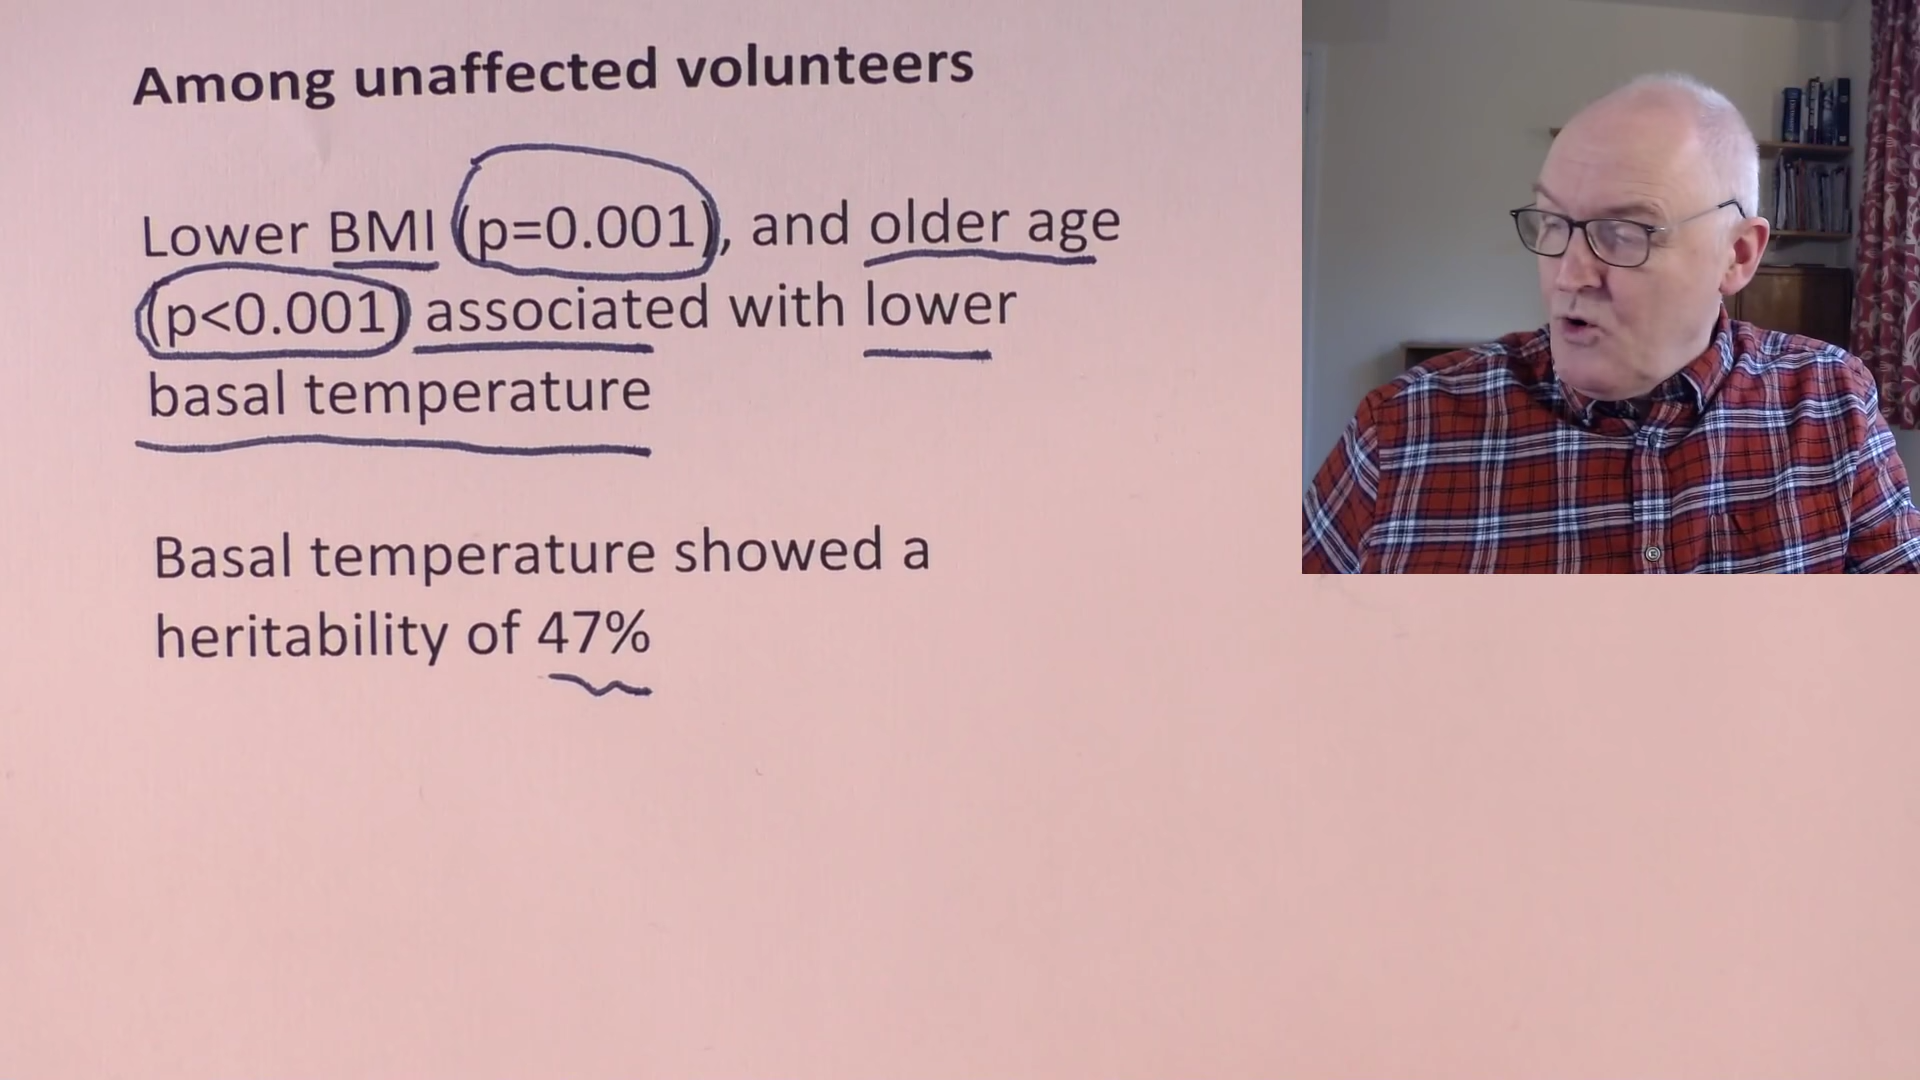 Among unaffected volunteers
Lower BMI (p=0.001), and older age
(p<0.001) associated with lower
basal temperature
Basal temperature showed a
heritability of 47%